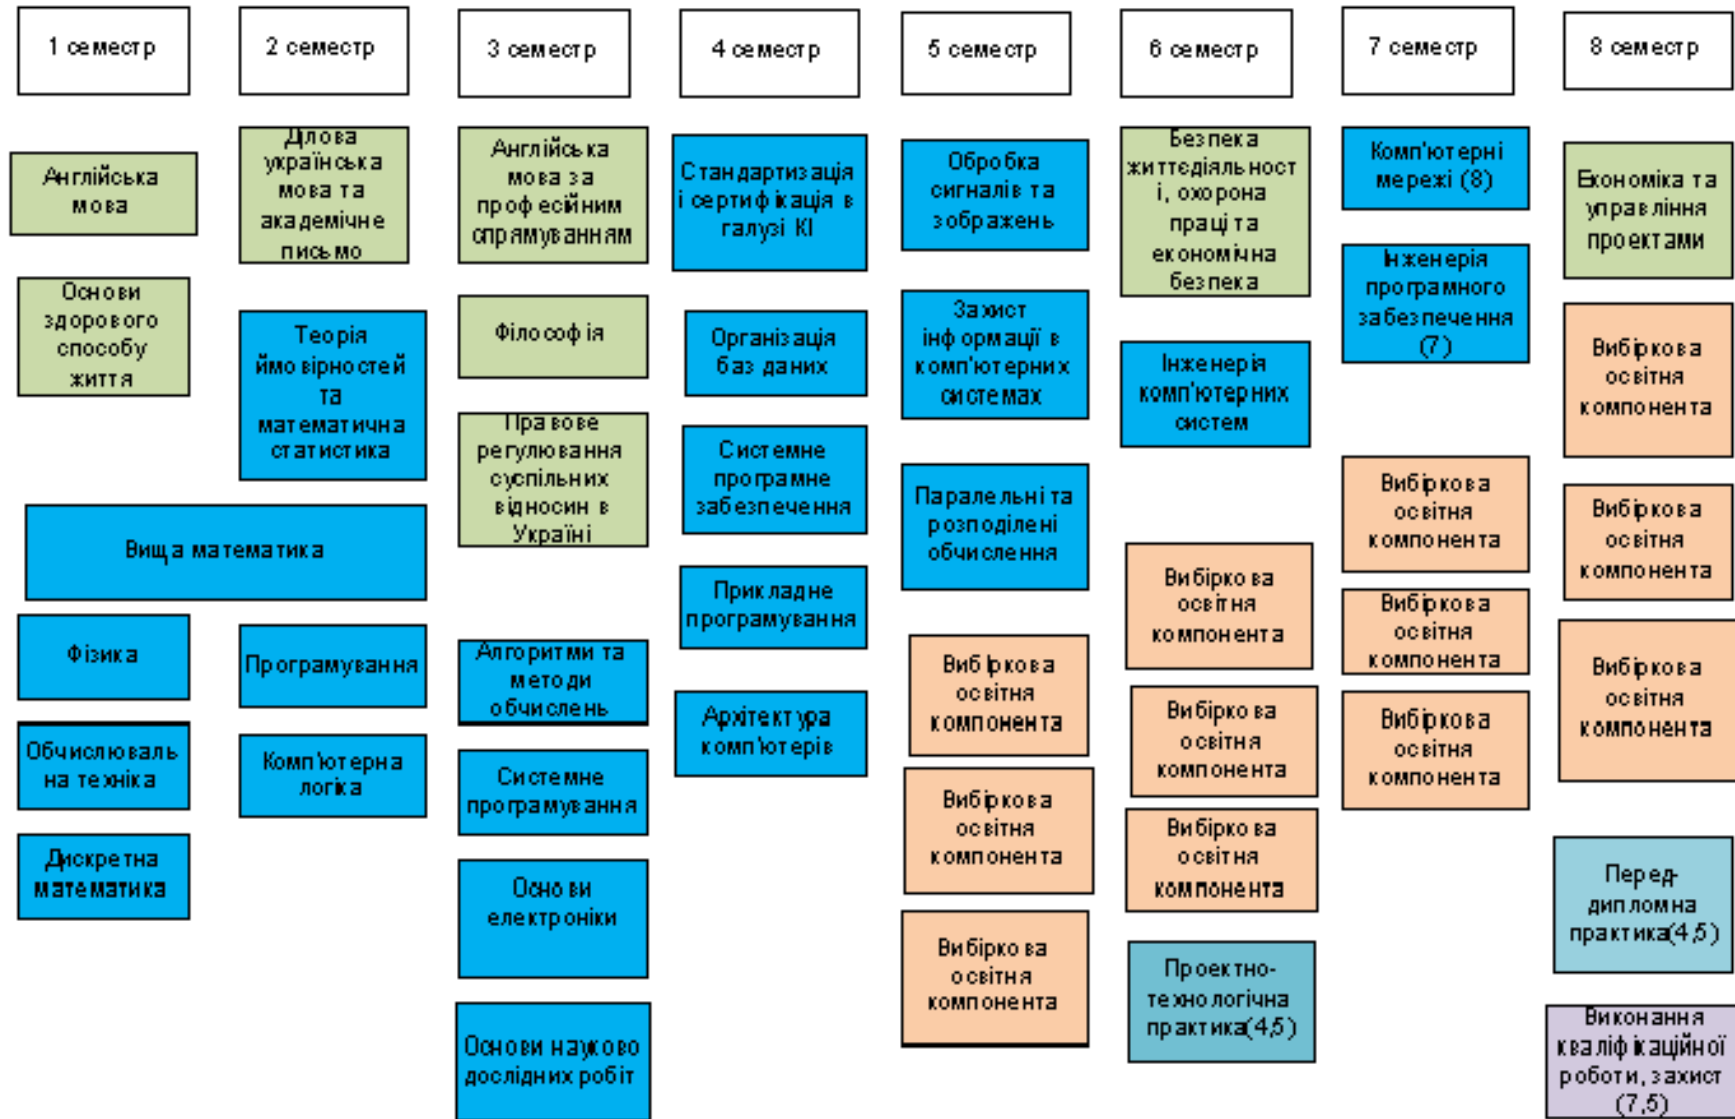 1 семестр
2 семестр
3 семестр
4 семестр
5 семестр
6 семестр
7 семестр
8 семестр
Англійська
мова
Основи
здорового
способу
життя
Вища математика
Фізика
Обчислюваль
на техніка
Дискретна
математика
Ділова
українська
мова та
академічне
письмо
Теорія
ймовірностей
та
математична
статистика
Програмування
Комп'ютерна
логіка
Англійська
мова за
професійним
спрямуванням
Філософія
Правове
регулювання
суспільних
відносин в
Україні
Алгоритми та
методи
обчислень
Системне
програмування
Основи
електроніки
Основи науково
дослідних робіт
Стандартизація
і сертифікація в
галузі КІ
Організація
баз даних
Системне
програмне
забезпечення
Прикладне
програмування
Архітектура
комп'ютерів
Обробка
сигналів та
зображень
Захист
інформації в
комп'ютерних
системах
Паралельні та
розподілені
обчислення
Вибіркова
освітня
компонента
Вибіркова
освітня
компонента
Вибіркова
освітня
компонента
Безпека
життєдіяльност
і, охорона
праці та
економічна
безпека
Інженерія
комп'ютерних
систем
Вибіркова
освітня
компонента
Вибіркова
освітня
компонента
Вибіркова
освітня
компонента
Проектно-
технологічна
практика(4,5)
Комп'ютерні
мережі (8)
Інженерія
програмного
забезпечення
(7)
Вибіркова
освітня
компонента
Вибіркова
освітня
компонента
Вибіркова
освітня
компонента
Економіка та
управління
проектами
Вибіркова
освітня
компонента
Вибіркова
освітня
компонента
Вибіркова
освітня
компонента
Перед-
дипломна
практика(4,5)
Виконання
кваліфікаційної
роботи, захист
(7,5)